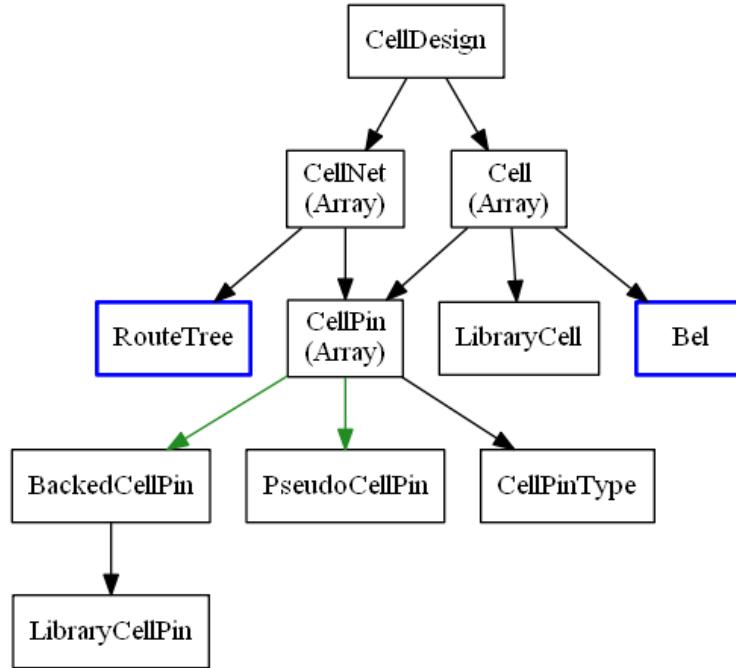 CellDesign
CellNet
(Array)
Cell
(Array)
RouteTree
CellPin
(Array)
LibraryCell
Bel
BackedCellPin
PseudoCellPin
CellPinType
LibraryCellPin